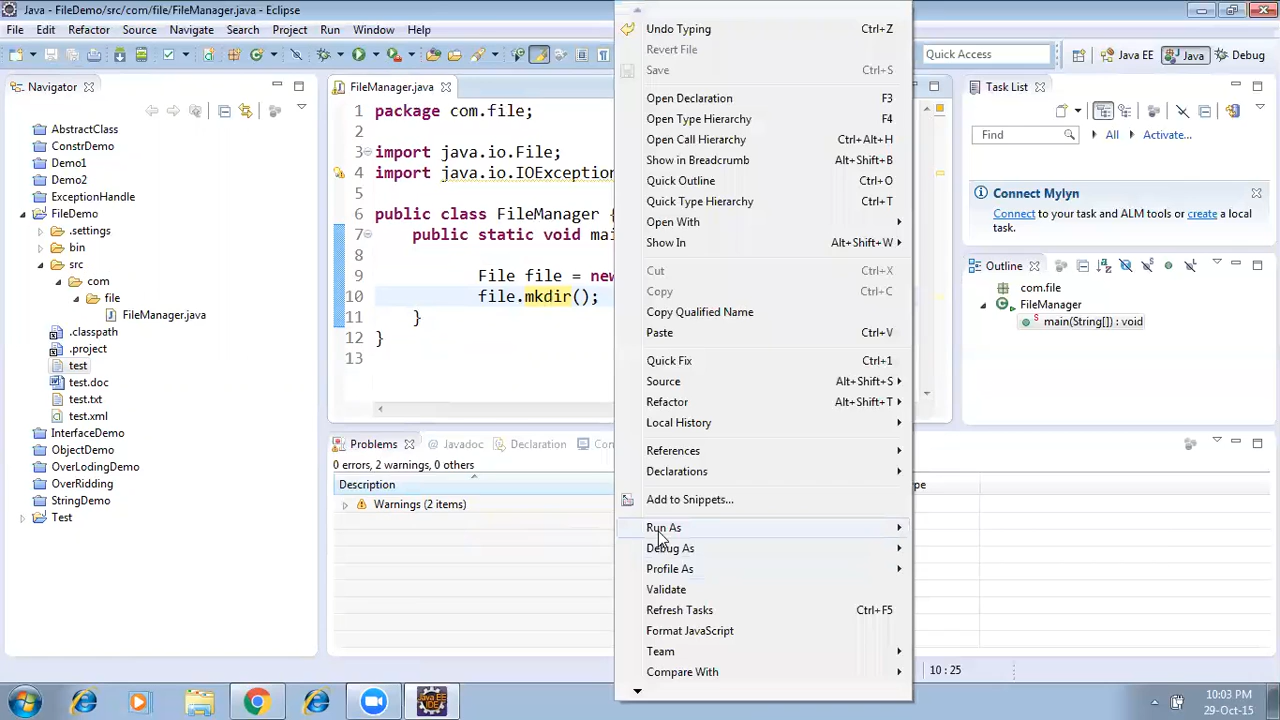 Java - FileDemo/src/com/file/FileManager.java - Eclipse
File Edit Refactor Source Navigate Search Project Run Window Help
Quick Access
Java EE
Java
Debug
Navigator
AbstractClass
ConstrDemo
Demo1
Demo2
ExceptionHandle
FileDemo
.settings
bin
src
com
file
FileManager.java
.classpath
.project
test
test.doc
test.txt
test.xml
InterfaceDemo
ObjectDemo
OverLodingDemo
OverRidding
StringDemo
Test
FileManager.java
1 package com.file;
2
3 import java.io.File;
4 import java.io.IOException
5
6 public class FileManager {
7 public static void mai
8
9 File file = new
10 file.mkdir();
11 }
12 }
13
Problems
Javadoc
Declaration
Con
0 errors, 2 warnings, 0 others
Description
ype
Warnings (2 items)
Undo Typing Ctrl+Z
Revert File
Save Ctrl+S
Open Declaration F3
Open Type Hierarchy F4
Open Call Hierarchy Ctrl+Alt+H
Show in Breadcrumb Alt+Shift+B
Quick Outline Ctrl+O
Quick Type Hierarchy Ctrl+T
Open With
Show In Alt+Shift+W
Cut Ctrl+X
Copy Ctrl+C
Copy Qualified Name
Paste Ctrl+V
Quick Fix Ctrl+1
Source Alt+Shift+S
Refactor Alt+Shift+T
Local History
References
Declarations
Add to Snippets...
Run As
Debug As
Profile As
Validate
Refresh Tasks Ctrl+F5
Format JavaScript
Team
Compare With
Task List
Find
All
Activate...
Connect Mylyn
Connect to your task and ALM tools or create a local
task.
Outline
com.file
FileManager
main(String[]) : void
10 : 25
Java EE
IDE
10:03 PM
29-Oct-15